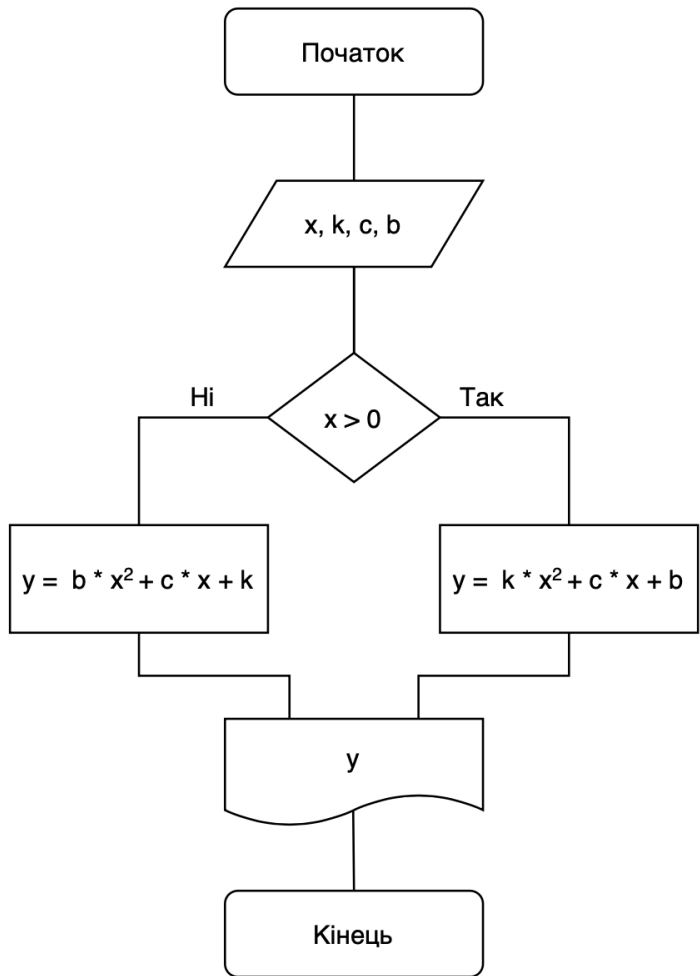 Початок
x, k, c, b
Ні
Так
x > 0
y = b * x² + c * x + k
y = k * x² + c * x + b
y
Кінець